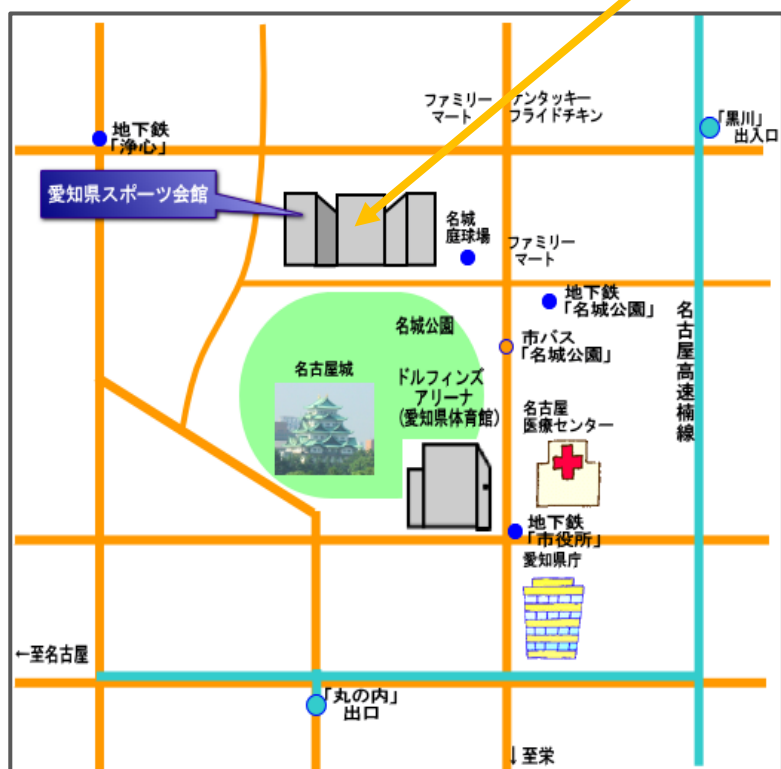 ファミリー
マート
ケンタッキー
フライドチキン
「黒川」
出入口
地下鉄
「浄心」
愛知県スポーツ会館
名城
庭球場
ファミリー
マート
地下鉄
「名城公園」
名古屋高速楠線
名城公園
市バス
「名城公園」
名古屋城
ドルフィンズ
アリーナ
(愛知県体育館)
名古屋
医療センター
地下鉄
「市役所」
愛知県庁
←至名古屋
「丸の内」
出口
↓至栄